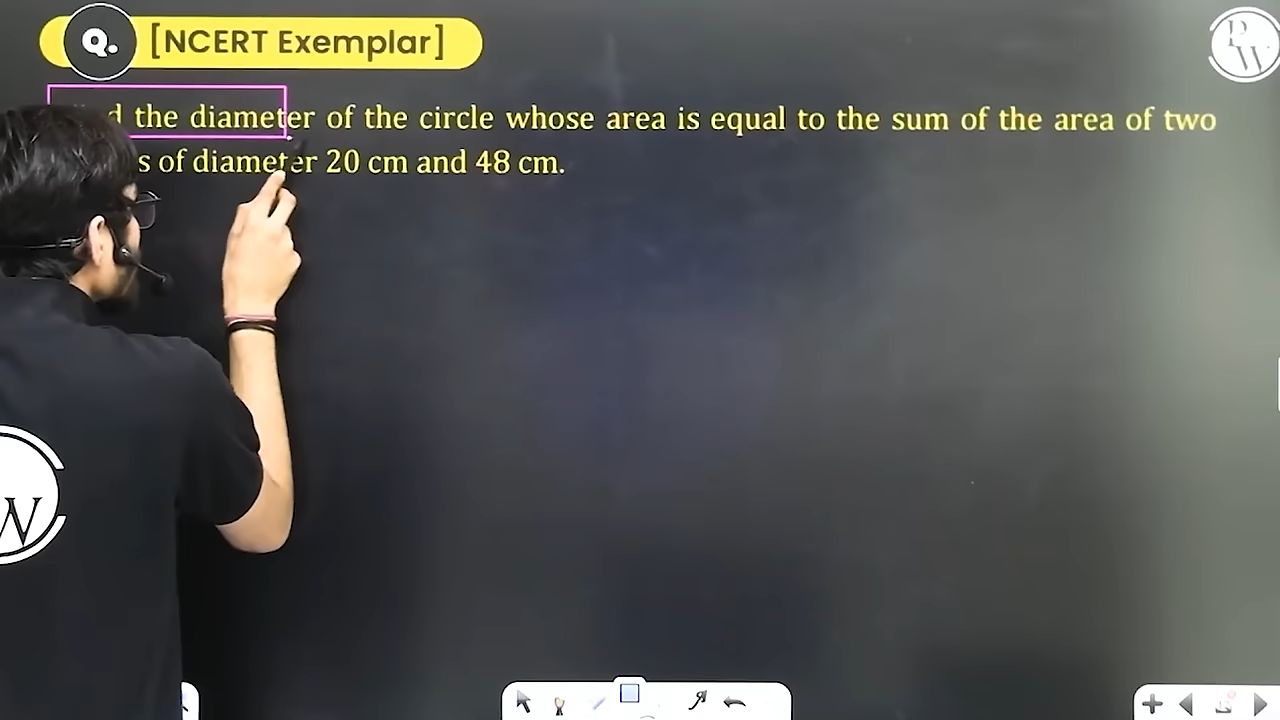 Q. [NCERT Exemplar]
the diameter of the circle whose area is equal to the sum of the area of two
of diameter 20 cm and 48 cm.
PW
W